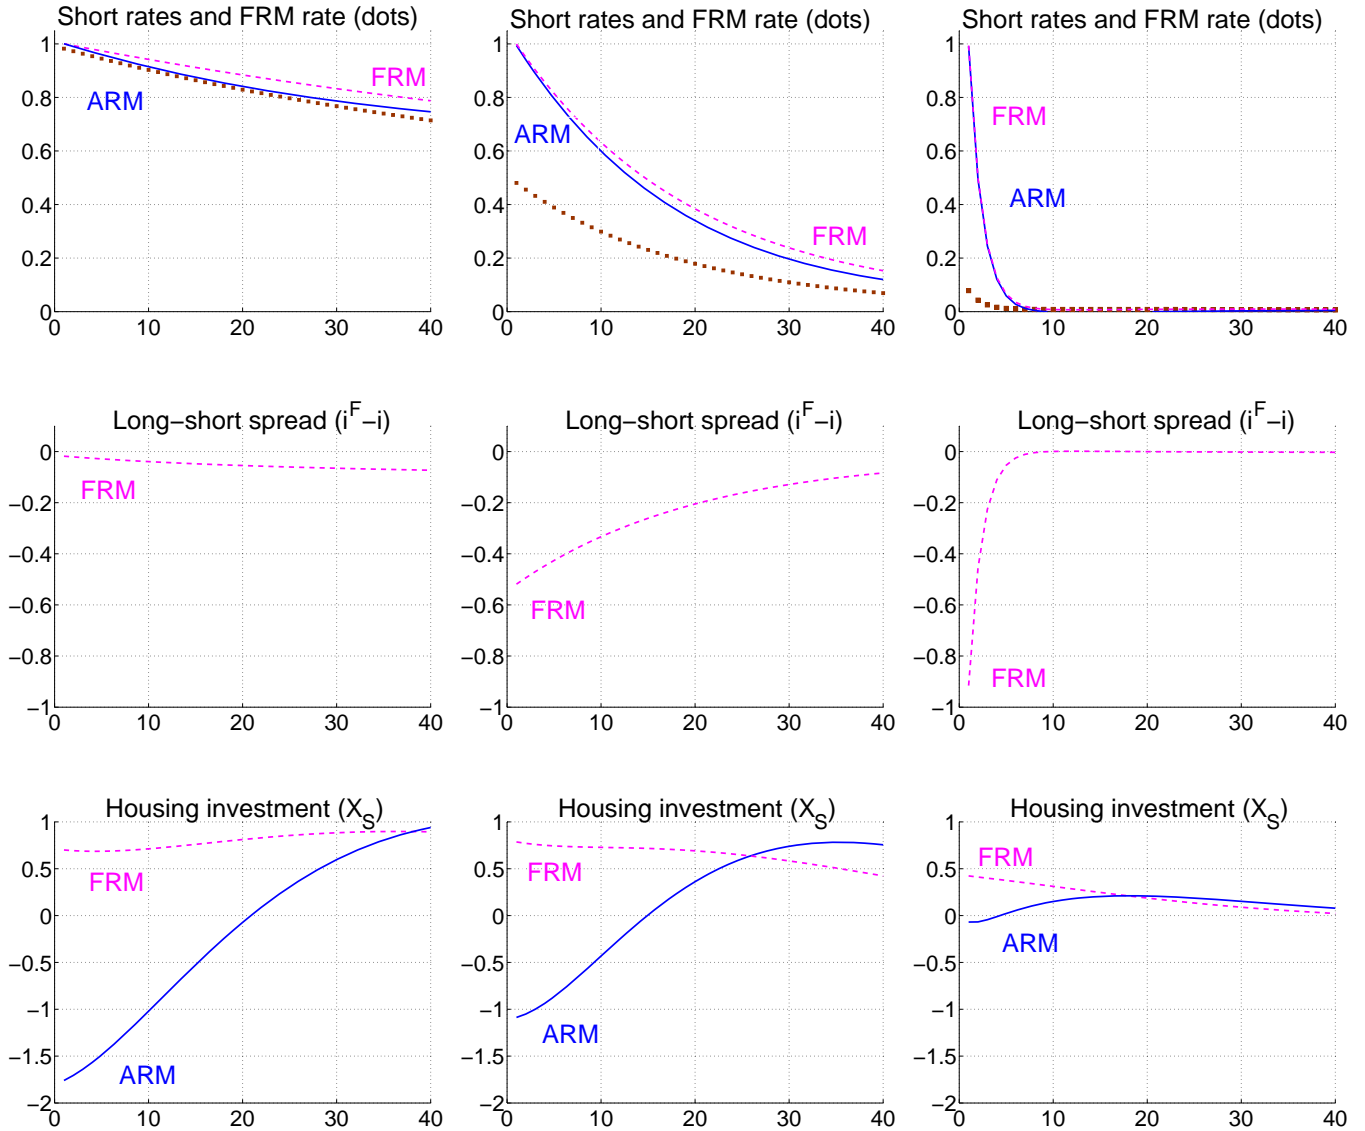 Short rates and FRM rate (dots)
1
0.8
0.6
0.4
0.2
0
FRM
ARM
0 10 20 30 40
Short rates and FRM rate (dots)
1
0.8
0.6
0.4
0.2
0
ARM
FRM
0 10 20 30 40
Short rates and FRM rate (dots)
1
0.8
0.6
0.4
0.2
0
FRM
ARM
0 10 20 30 40
Long−short spread (i^F−i)
0
−0.2
−0.4
−0.6
−0.8
−1
FRM
0 10 20 30 40
Long−short spread (i^F−i)
0
−0.2
−0.4
−0.6
−0.8
−1
FRM
0 10 20 30 40
Long−short spread (i^F−i)
0
−0.2
−0.4
−0.6
−0.8
−1
FRM
0 10 20 30 40
Housing investment (X_S)
1
0.5
0
−0.5
−1
−1.5
−2
FRM
ARM
0 10 20 30 40
Housing investment (X_S)
1
0.5
0
−0.5
−1
−1.5
−2
FRM
ARM
0 10 20 30 40
Housing investment (X_S)
1
0.5
0
−0.5
−1
−1.5
−2
FRM
ARM
0 10 20 30 40